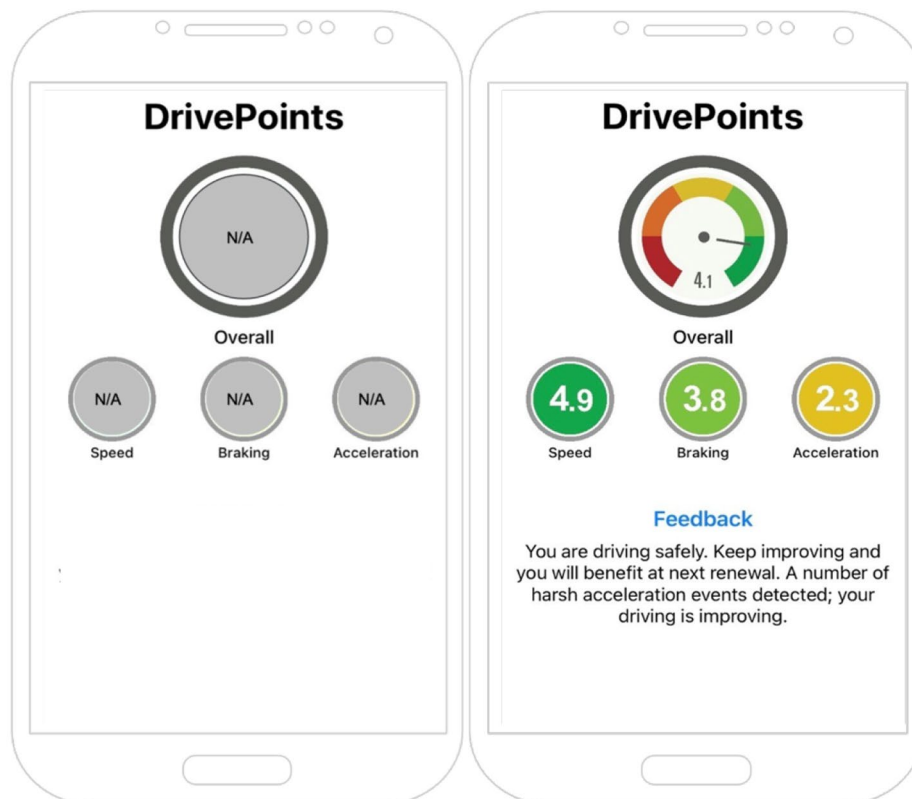 DrivePoints
N/A
Overall
N/A
N/A
N/A
Speed
Braking
Acceleration
DrivePoints
4.1
Overall
4.9
3.8
2.3
Speed
Braking
Acceleration
Feedback
You are driving safely. Keep improving and
you will benefit at next renewal. A number of
harsh acceleration events detected; your
driving is improving.